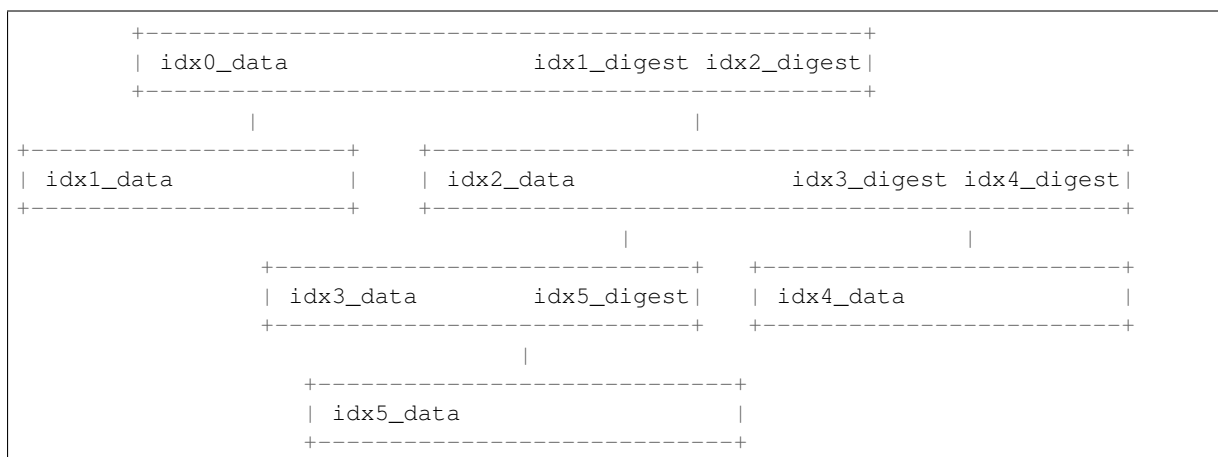 idx0_data idx1_digest idx2_digest
idx1_data idx2_data idx3_digest idx4_digest
idx3_data idx5_digest idx4_data
idx5_data